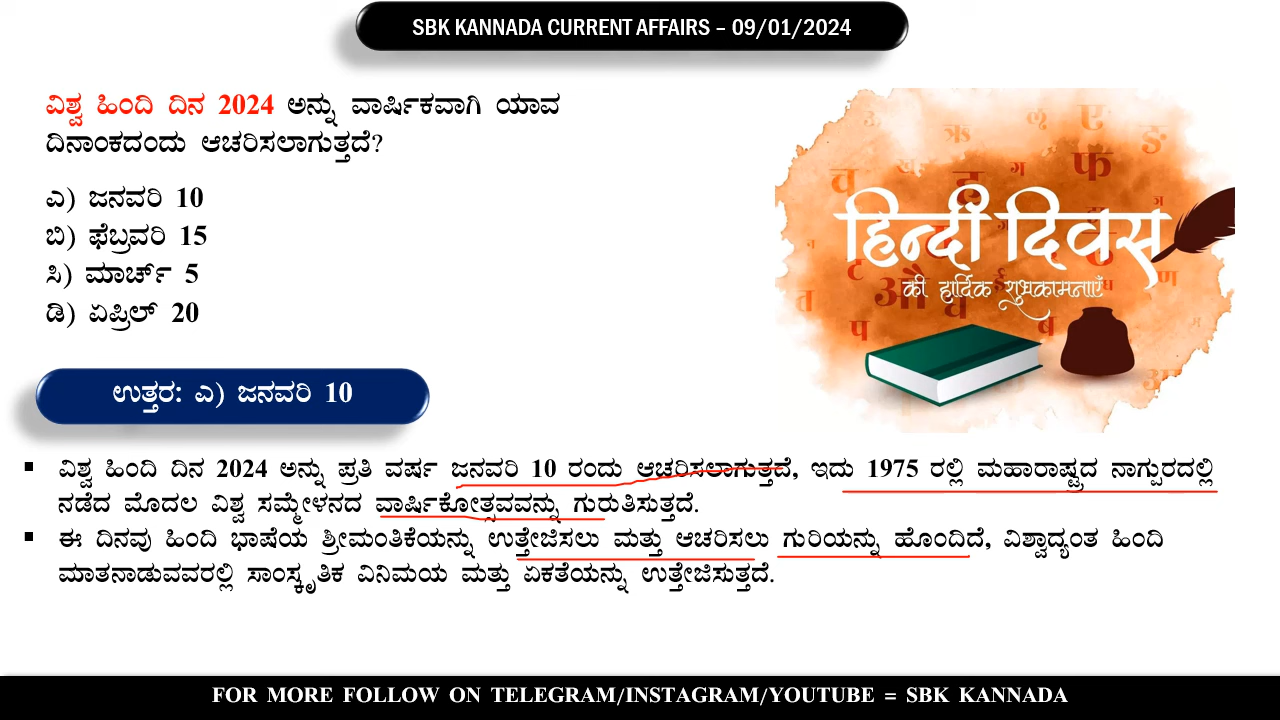 SBK KANNADA CURRENT AFFAIRS – 09/01/2024
ವಿಶ್ವ ಹಿಂದಿ ದಿನ 2024 ಅನ್ನು ವಾರ್ಷಿಕವಾಗಿ ಯಾವ
ದಿನಾಂಕದಂದು ಆಚರಿಸಲಾಗುತ್ತದೆ?
ಎ) ಜನವರಿ 10
ಬಿ) ಫೆಬ್ರವರಿ 15
ಸಿ) ಮಾರ್ಚ್ 5
ಡಿ) ಏಪ್ರಿಲ್ 20
हिन्दी दिवस
की हार्दिक शुभकामनाएँ
ಉತ್ತರ: ಎ) ಜನವರಿ 10
▪ ವಿಶ್ವ ಹಿಂದಿ ದಿನ 2024 ಅನ್ನು ಪ್ರತಿ ವರ್ಷ ಜನವರಿ 10 ರಂದು ಆಚರಿಸಲಾಗುತ್ತದೆ, ಇದು 1975 ರಲ್ಲಿ ಮಹಾರಾಷ್ಟ್ರದ ನಾಗ್ಪುರದಲ್ಲಿ
ನಡೆದ ಮೊದಲ ವಿಶ್ವ ಸಮ್ಮೇಳನದ ವಾರ್ಷಿಕೋತ್ಸವವನ್ನು ಗುರುತಿಸುತ್ತದೆ.
▪ ಈ ದಿನವು ಹಿಂದಿ ಭಾಷೆಯ ಶ್ರೀಮಂತಿಕೆಯನ್ನು ಉತ್ತೇಜಿಸಲು ಮತ್ತು ಆಚರಿಸಲು ಗುರಿಯನ್ನು ಹೊಂದಿದೆ, ವಿಶ್ವಾದ್ಯಂತ ಹಿಂದಿ
ಮಾತನಾಡುವವರಲ್ಲಿ ಸಾಂಸ್ಕೃತಿಕ ವಿನಿಮಯ ಮತ್ತು ಏಕತೆಯನ್ನು ಉತ್ತೇಜಿಸುತ್ತದೆ.
FOR MORE FOLLOW ON TELEGRAM/INSTAGRAM/YOUTUBE = SBK KANNADA